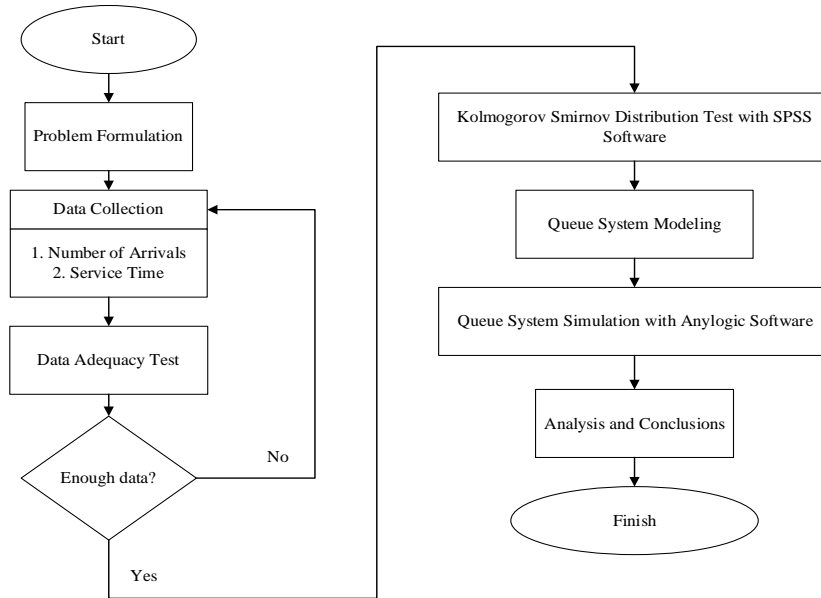 Start
Problem Formulation
Data Collection
1. Number of Arrivals
2. Service Time
Data Adequacy Test
Enough data?
No
Yes
Kolmogorov Smirnov Distribution Test with SPSS
Software
Queue System Modeling
Queue System Simulation with Anylogic Software
Analysis and Conclusions
Finish